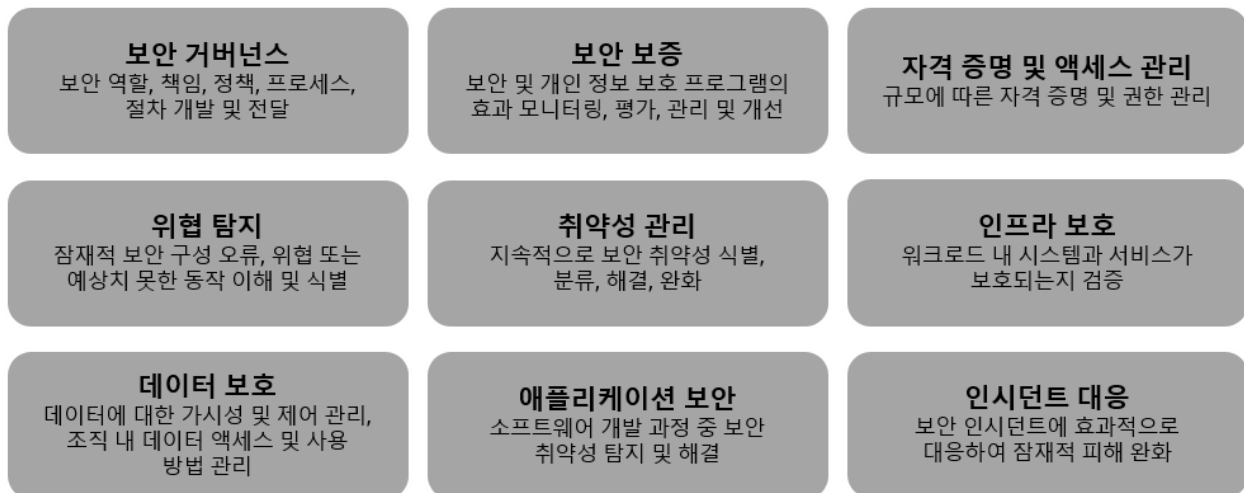 보안 거버넌스
보안 역할, 책임, 정책, 프로세스,
절차 개발 및 전달
보안 보증
보안 및 개인 정보 보호 프로그램의
효과 모니터링, 평가, 관리 및 개선
자격 증명 및 액세스 관리
규모에 따른 자격 증명 및 권한 관리
위협 탐지
잠재적 보안 구성 오류, 위협 또는
예상치 못한 동작 이해 및 식별
취약성 관리
지속적으로 보안 취약성 식별,
분류, 해결, 완화
인프라 보호
워크로드 내 시스템과 서비스가
보호되는지 검증
데이터 보호
데이터에 대한 가시성 및 제어 관리,
조직 내 데이터 액세스 및 사용
방법 관리
애플리케이션 보안
소프트웨어 개발 과정 중 보안
취약성 탐지 및 해결
인시던트 대응
보안 인시던트에 효과적으로
대응하여 잠재적 피해 완화